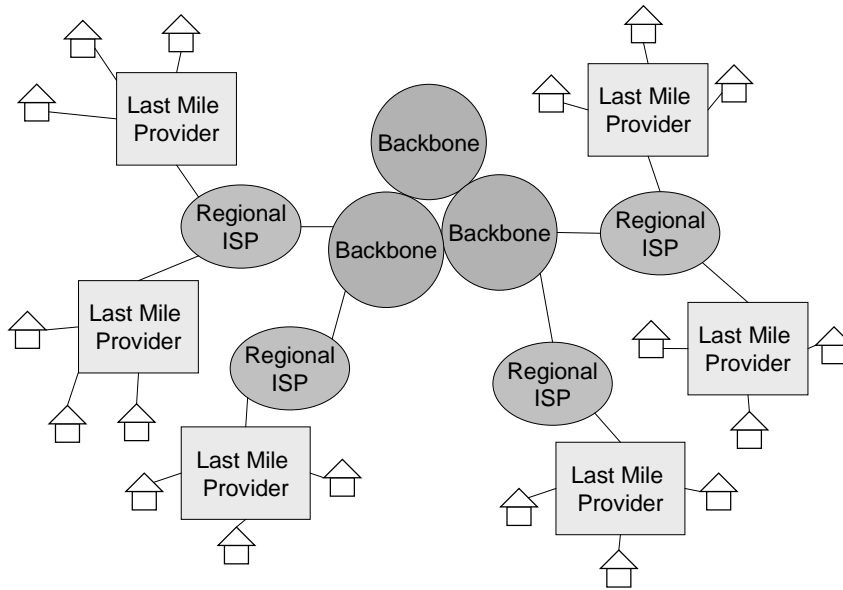 Last Mile
Provider
Last Mile
Provider
Backbone
Regional
ISP
Backbone
Backbone
Regional
ISP
Last Mile
Provider
Last Mile
Provider
Regional
ISP
Regional
ISP
Last Mile
Provider
Last Mile
Provider